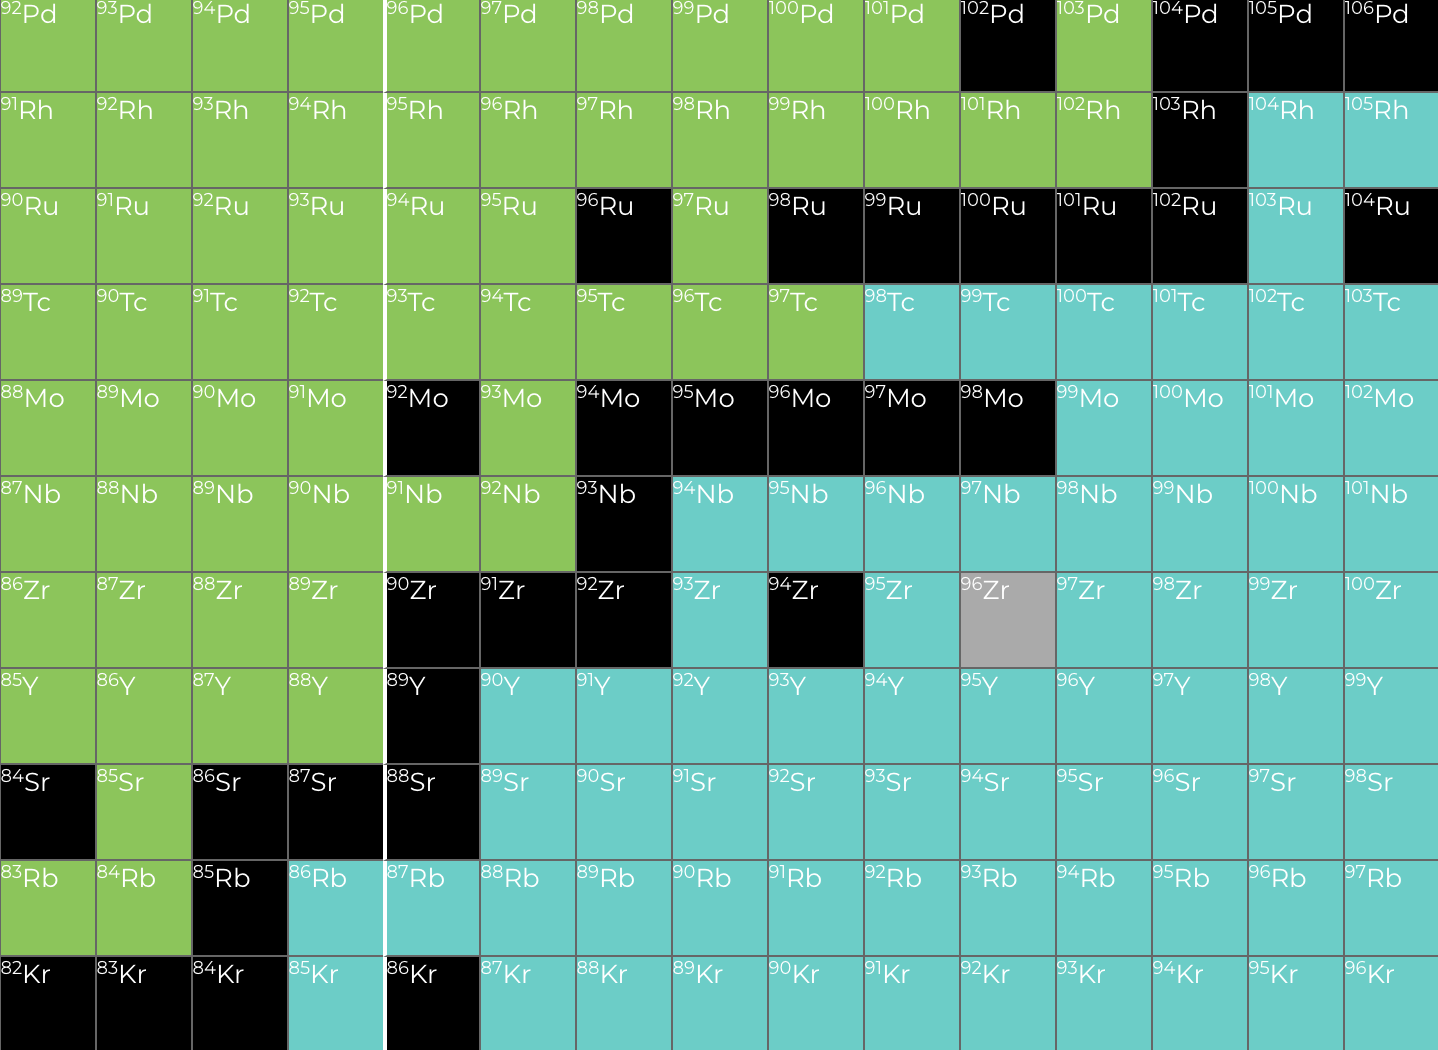 92Pd 93Pd 94Pd 95Pd 96Pd 97Pd 98Pd 99Pd 100Pd 101Pd 102Pd 103Pd 104Pd 105Pd 106Pd
91Rh 92Rh 93Rh 94Rh 95Rh 96Rh 97Rh 98Rh 99Rh 100Rh 101Rh 102Rh 103Rh 104Rh 105Rh
90Ru 91Ru 92Ru 93Ru 94Ru 95Ru 96Ru 97Ru 98Ru 99Ru 100Ru 101Ru 102Ru 103Ru 104Ru
89Tc 90Tc 91Tc 92Tc 93Tc 94Tc 95Tc 96Tc 97Tc 98Tc 99Tc 100Tc 101Tc 102Tc 103Tc
88Mo 89Mo 90Mo 91Mo 92Mo 93Mo 94Mo 95Mo 96Mo 97Mo 98Mo 99Mo 100Mo 101Mo 102Mo
87Nb 88Nb 89Nb 90Nb 91Nb 92Nb 93Nb 94Nb 95Nb 96Nb 97Nb 98Nb 99Nb 100Nb 101Nb
86Zr 87Zr 88Zr 89Zr 90Zr 91Zr 92Zr 93Zr 94Zr 95Zr 96Zr 97Zr 98Zr 99Zr 100Zr
85Y 86Y 87Y 88Y 89Y 90Y 91Y 92Y 93Y 94Y 95Y 96Y 97Y 98Y 99Y
84Sr 85Sr 86Sr 87Sr 88Sr 89Sr 90Sr 91Sr 92Sr 93Sr 94Sr 95Sr 96Sr 97Sr 98Sr
83Rb 84Rb 85Rb 86Rb 87Rb 88Rb 89Rb 90Rb 91Rb 92Rb 93Rb 94Rb 95Rb 96Rb 97Rb
82Kr 83Kr 84Kr 85Kr 86Kr 87Kr 88Kr 89Kr 90Kr 91Kr 92Kr 93Kr 94Kr 95Kr 96Kr